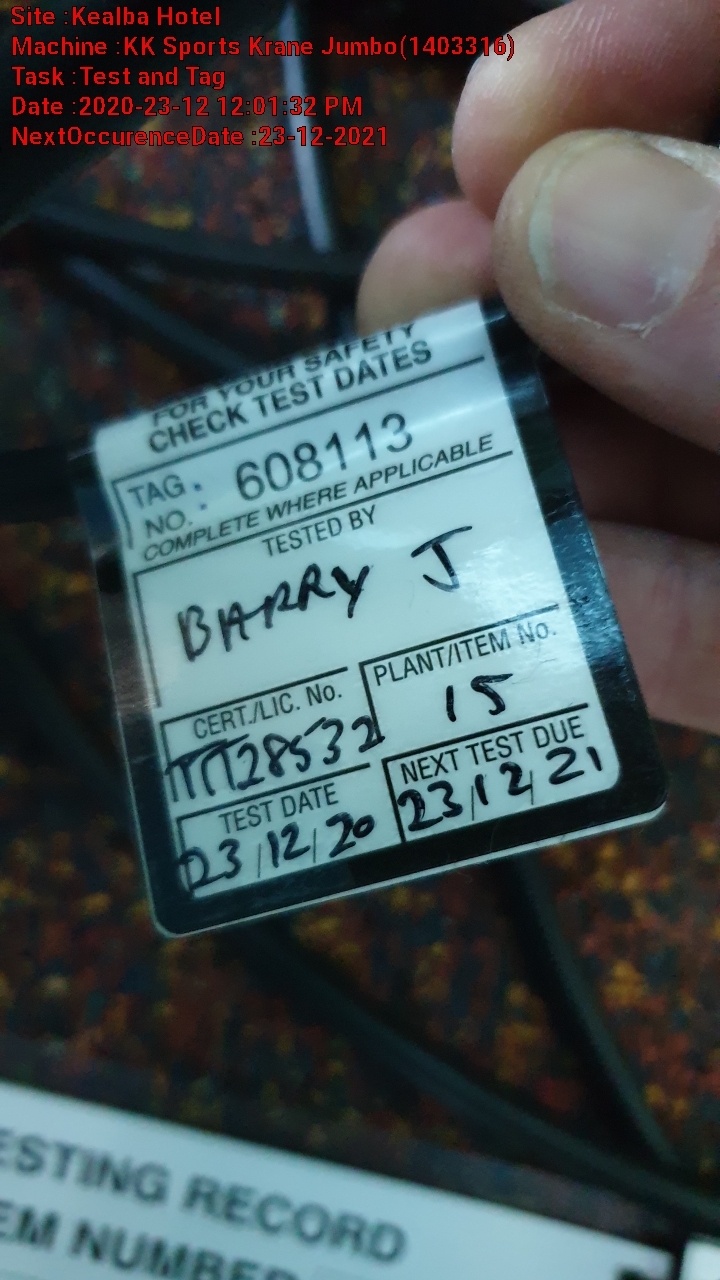 Site :Kealba Hotel
Machine :KK Sports Krane Jumbo(1403316)
Task :Test and Tag
Date :2020-23-12 12:01:32 PM
NextOccurenceDate :23-12-2021
FOR YOUR SAFETY
CHECK TEST DATES
TAG : 608113
NO.
COMPLETE WHERE APPLICABLE
TESTED BY
BARRY J
CERT./LIC. No.
PLANT/ITEM No.
15
TEST DATE
23/12/20
NEXT TEST DUE
23/12/21
ESTING RECORD
EM NUMBER